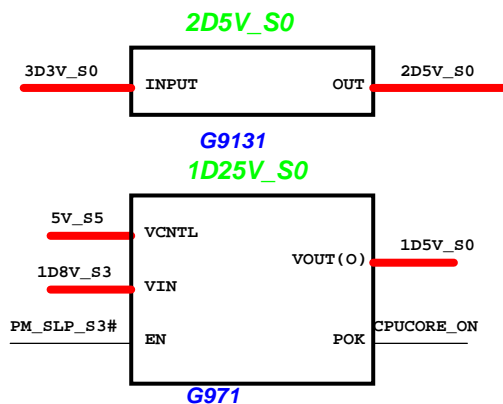 2D5V_S0
3D3V_S0 INPUT OUT 2D5V_S0
G9131
1D25V_S0
5V_S5 VCNTL
VOUT(O) 1D5V_S0
1D8V_S3 VIN
PM_SLP_S3# EN POK CPUCORE_ON
G971